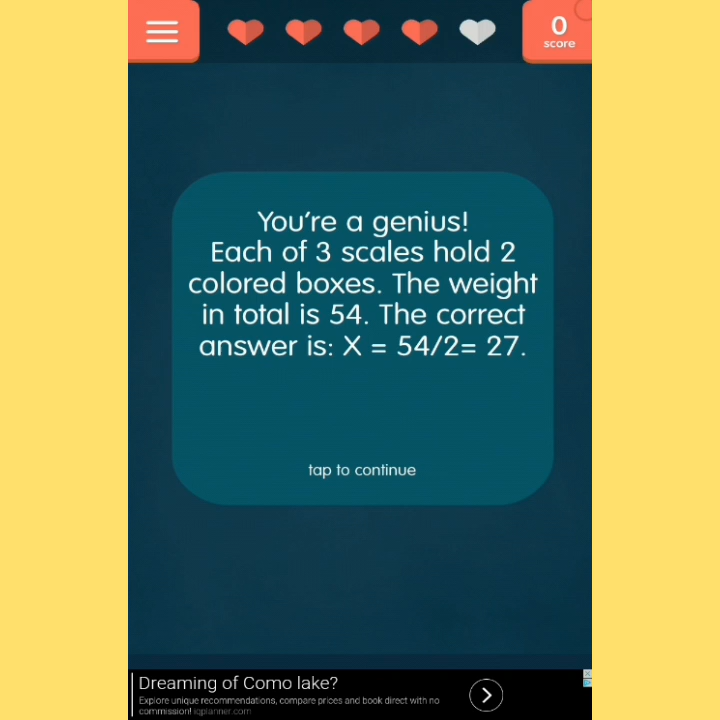 0
score
You're a genius!
Each of 3 scales hold 2
colored boxes. The weight
in total is 54. The correct
answer is: X = 54/2= 27.
tap to continue
Dreaming of Como lake?
Explore unique recommendations, compare prices and book direct with no
commission! iqplanner.com